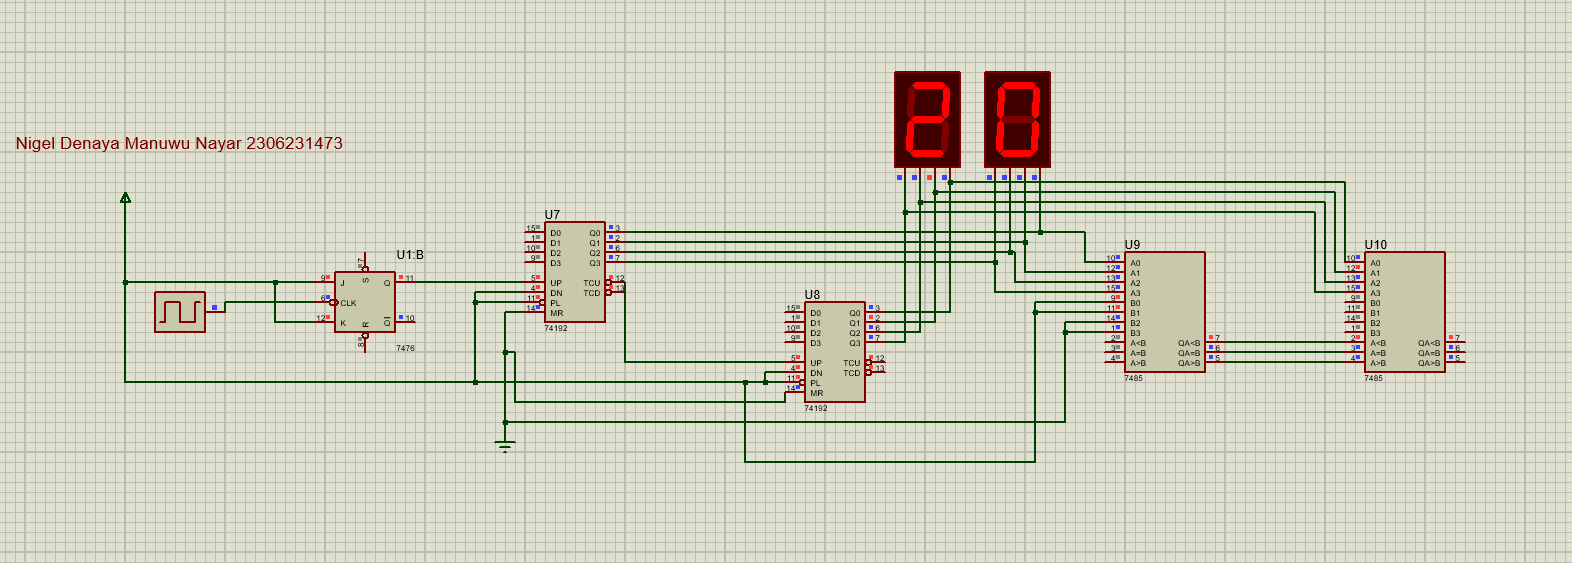 Nigel Denaya Manuwu Nayar 2306231473
20
U1:B
9 J Q 11
6 CLK
12 K Q 10
S 7
R 8
7476
U7
15 D0 Q0 3
1 D1 Q1 2
10 D2 Q2 6
9 D3 Q3 7
5 UP TCU 12
4 DN TCD 13
11 PL
14 MR
74192
U8
15 D0 Q0 3
1 D1 Q1 2
10 D2 Q2 6
9 D3 Q3 7
5 UP TCU 12
4 DN TCD 13
11 PL
14 MR
74192
U9
10 A0
12 A1
13 A2
15 A3
9 B0
11 B1
14 B2
1 B3
2 A<B QA<B 7
3 A=B QA=B 6
4 A>B QA>B 5
7485
U10
10 A0
12 A1
13 A2
15 A3
9 B0
11 B1
14 B2
1 B3
2 A<B QA<B 7
3 A=B QA=B 6
4 A>B QA>B 5
7485